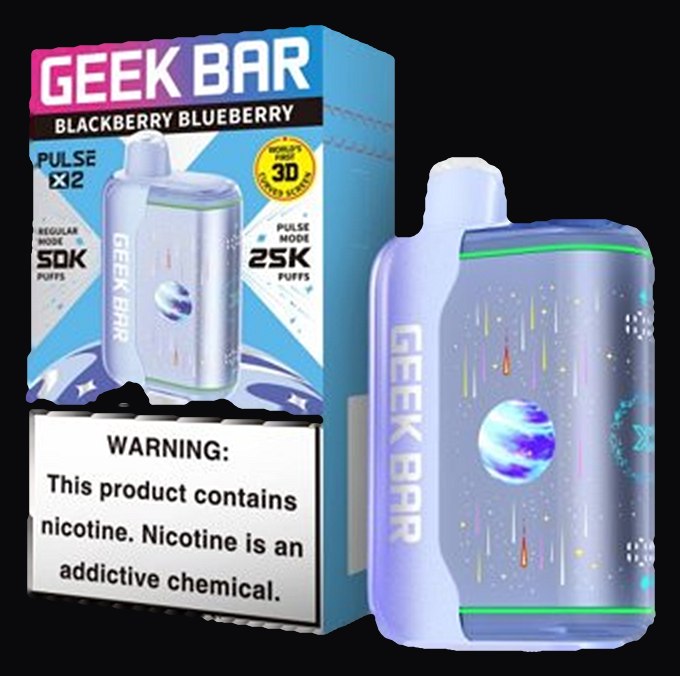 GEEK BAR
BLACKBERRY BLUEBERRY
PULSE
X2
WORLD'S
FIRST
3D
CURVED SCREEN
REGULAR
MODE
50K
PUFFS
PULSE
MODE
25K
PUFFS
GEEK BAR
WARNING:
This product contains
nicotine. Nicotine is an
addictive chemical.
GEEK BAR